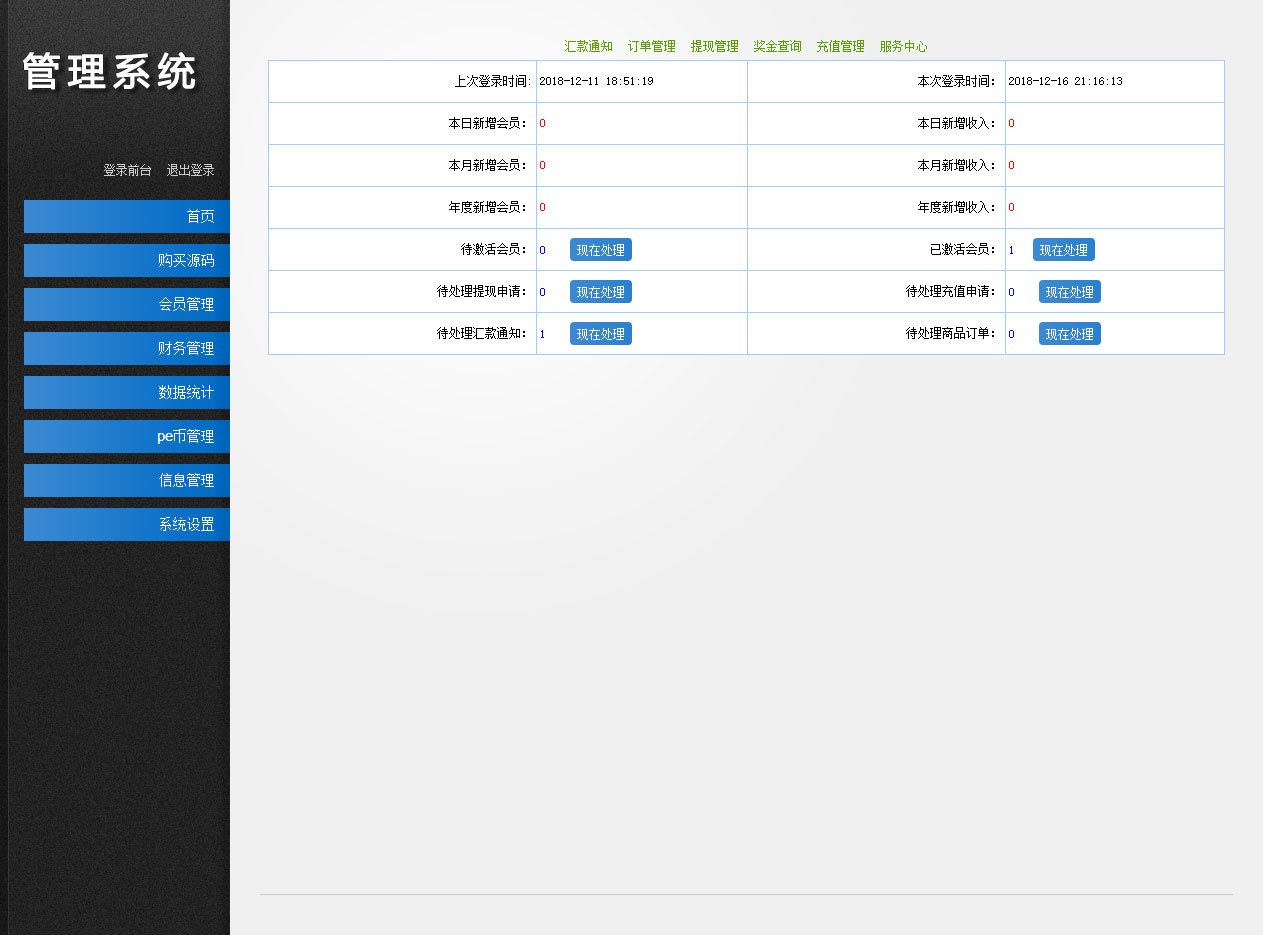 管理系统
登录前台 退出登录
首页
购买源码
会员管理
财务管理
数据统计
pe币管理
信息管理
系统设置
汇款通知 订单管理 提现管理 奖金查询 充值管理 服务中心
上次登录时间: 2018-12-11 18:51:19 本次登录时间： 2018-12-16 21:16:13
本日新增会员： 0 本日新增收入： 0
本月新增会员： 0 本月新增收入： 0
年度新增会员： 0 年度新增收入： 0
待激活会员： 0 现在处理 已激活会员： 1 现在处理
待处理提现申请： 0 现在处理 待处理充值申请： 0 现在处理
待处理汇款通知： 1 现在处理 待处理商品订单： 0 现在处理